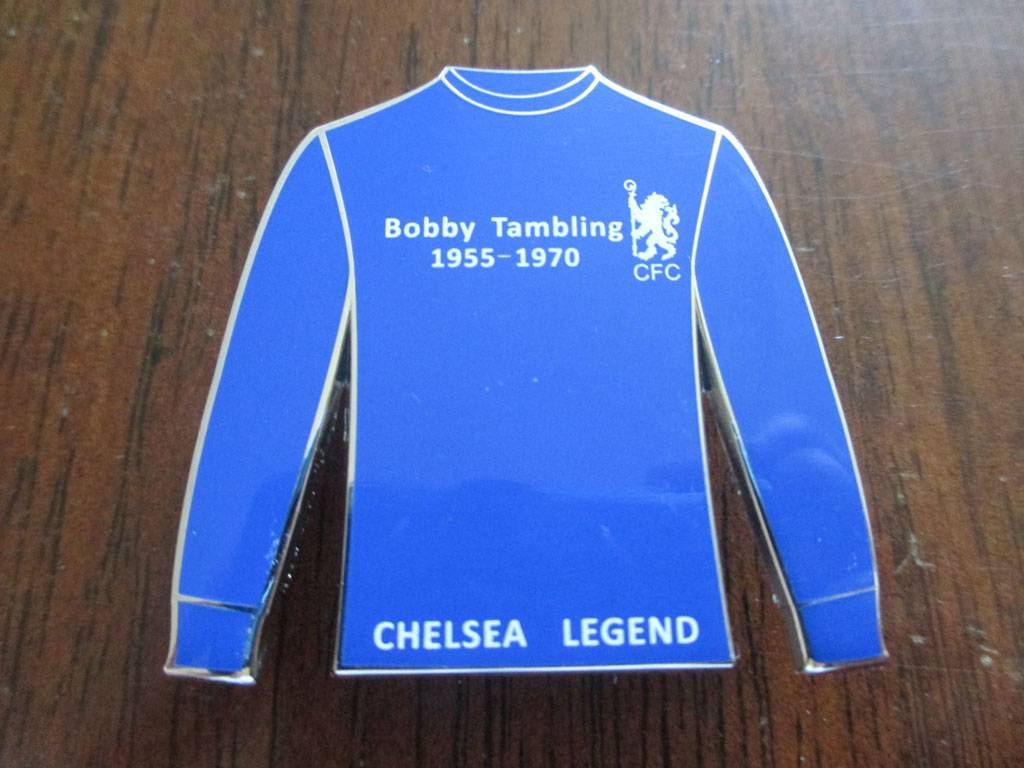 Bobby Tambling
1955-1970
CFC
CHELSEA LEGEND